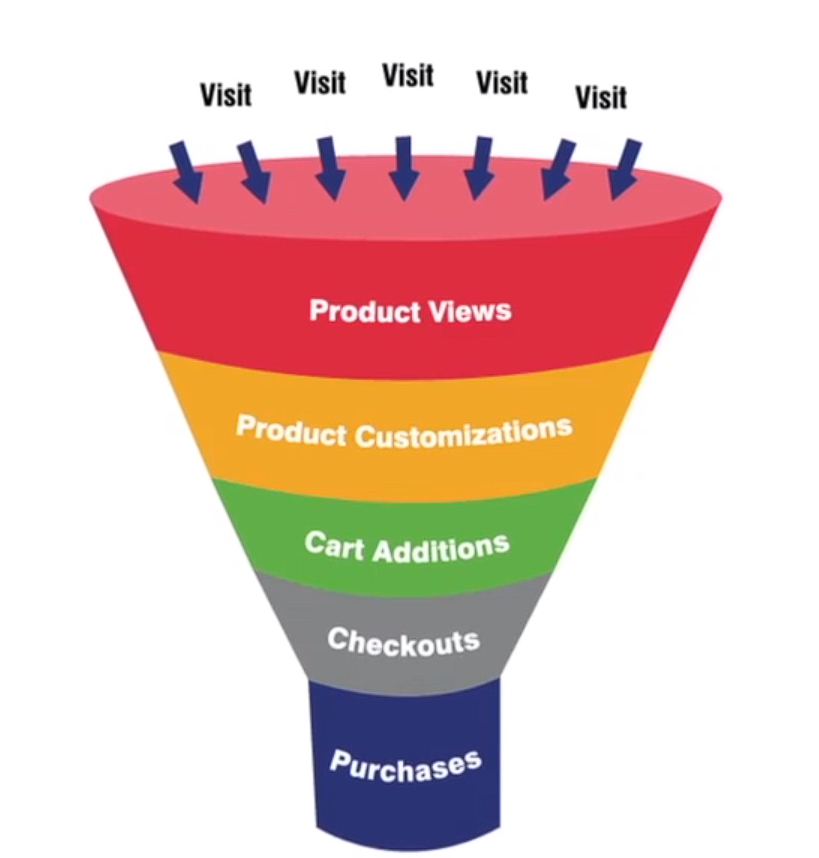 Visit Visit Visit Visit Visit
Product Views
Product Customizations
Cart Additions
Checkouts
Purchases